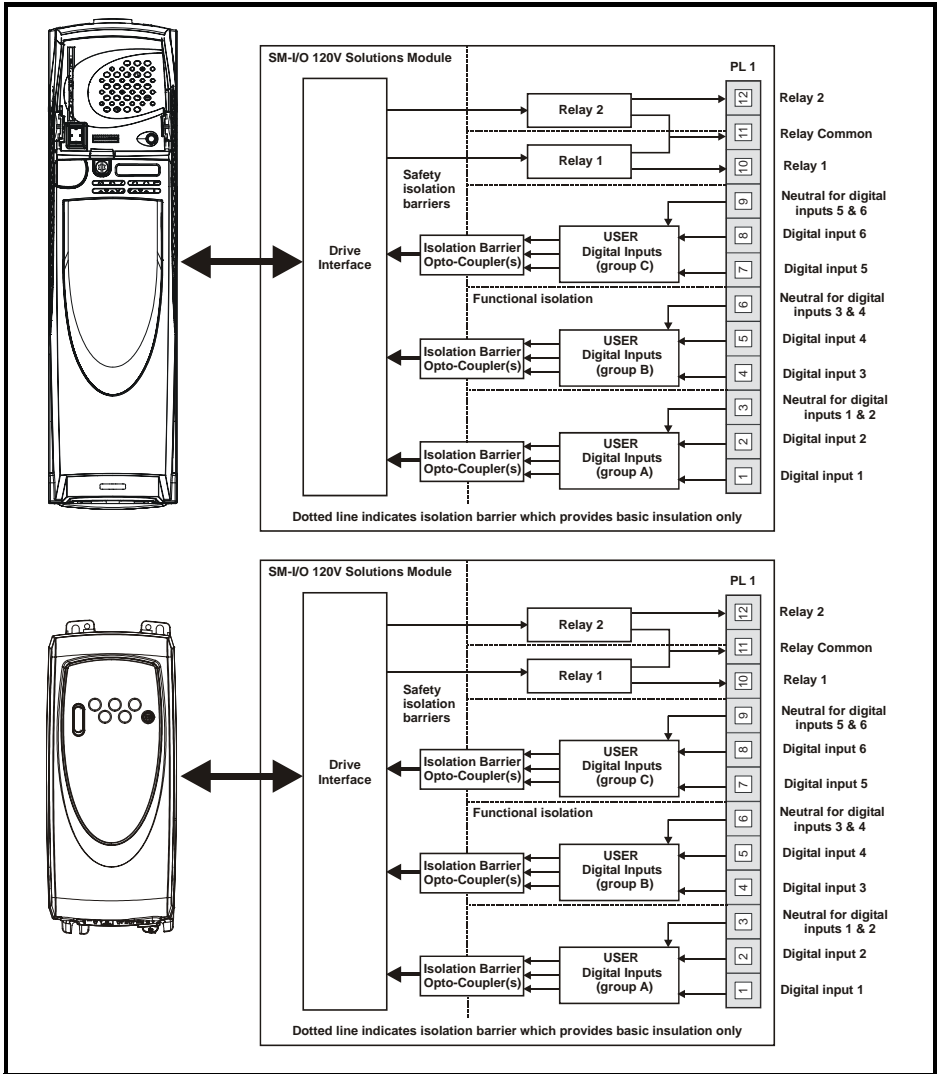 SM-I/O 120V Solutions Module
PL 1
Relay 2
12
Relay 2
11
Relay Common
Relay 1
10
Relay 1
Safety
isolation
barriers
Drive
Interface
Isolation Barrier
Opto-Coupler(s)
USER
Digital Inputs
(group C)
9
Neutral for digital
inputs 5 & 6
8
Digital input 6
7
Digital input 5
Functional isolation
Isolation Barrier
Opto-Coupler(s)
USER
Digital Inputs
(group B)
6
Neutral for digital
inputs 3 & 4
5
Digital input 4
4
Digital input 3
Isolation Barrier
Opto-Coupler(s)
USER
Digital Inputs
(group A)
3
Neutral for digital
inputs 1 & 2
2
Digital input 2
1
Digital input 1
Dotted line indicates isolation barrier which provides basic insulation only
SM-I/O 120V Solutions Module
PL 1
Relay 2
12
Relay 2
11
Relay Common
Relay 1
10
Relay 1
Safety
isolation
barriers
Drive
Interface
Isolation Barrier
Opto-Coupler(s)
USER
Digital Inputs
(group C)
9
Neutral for digital
inputs 5 & 6
8
Digital input 6
7
Digital input 5
Functional isolation
Isolation Barrier
Opto-Coupler(s)
USER
Digital Inputs
(group B)
6
Neutral for digital
inputs 3 & 4
5
Digital input 4
4
Digital input 3
Isolation Barrier
Opto-Coupler(s)
USER
Digital Inputs
(group A)
3
Neutral for digital
inputs 1 & 2
2
Digital input 2
1
Digital input 1
Dotted line indicates isolation barrier which provides basic insulation only